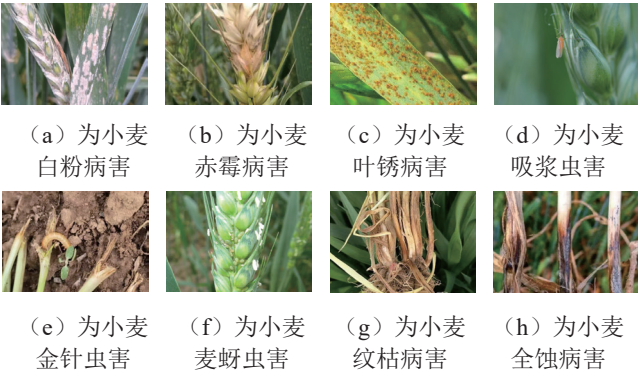 （a）为小麦
白粉病害
（b）为小麦
赤霉病害
（c）为小麦
叶锈病害
（d）为小麦
吸浆虫害
（e）为小麦
金针虫害
（f）为小麦
麦蚜虫害
（g）为小麦
纹枯病害
（h）为小麦
全蚀病害